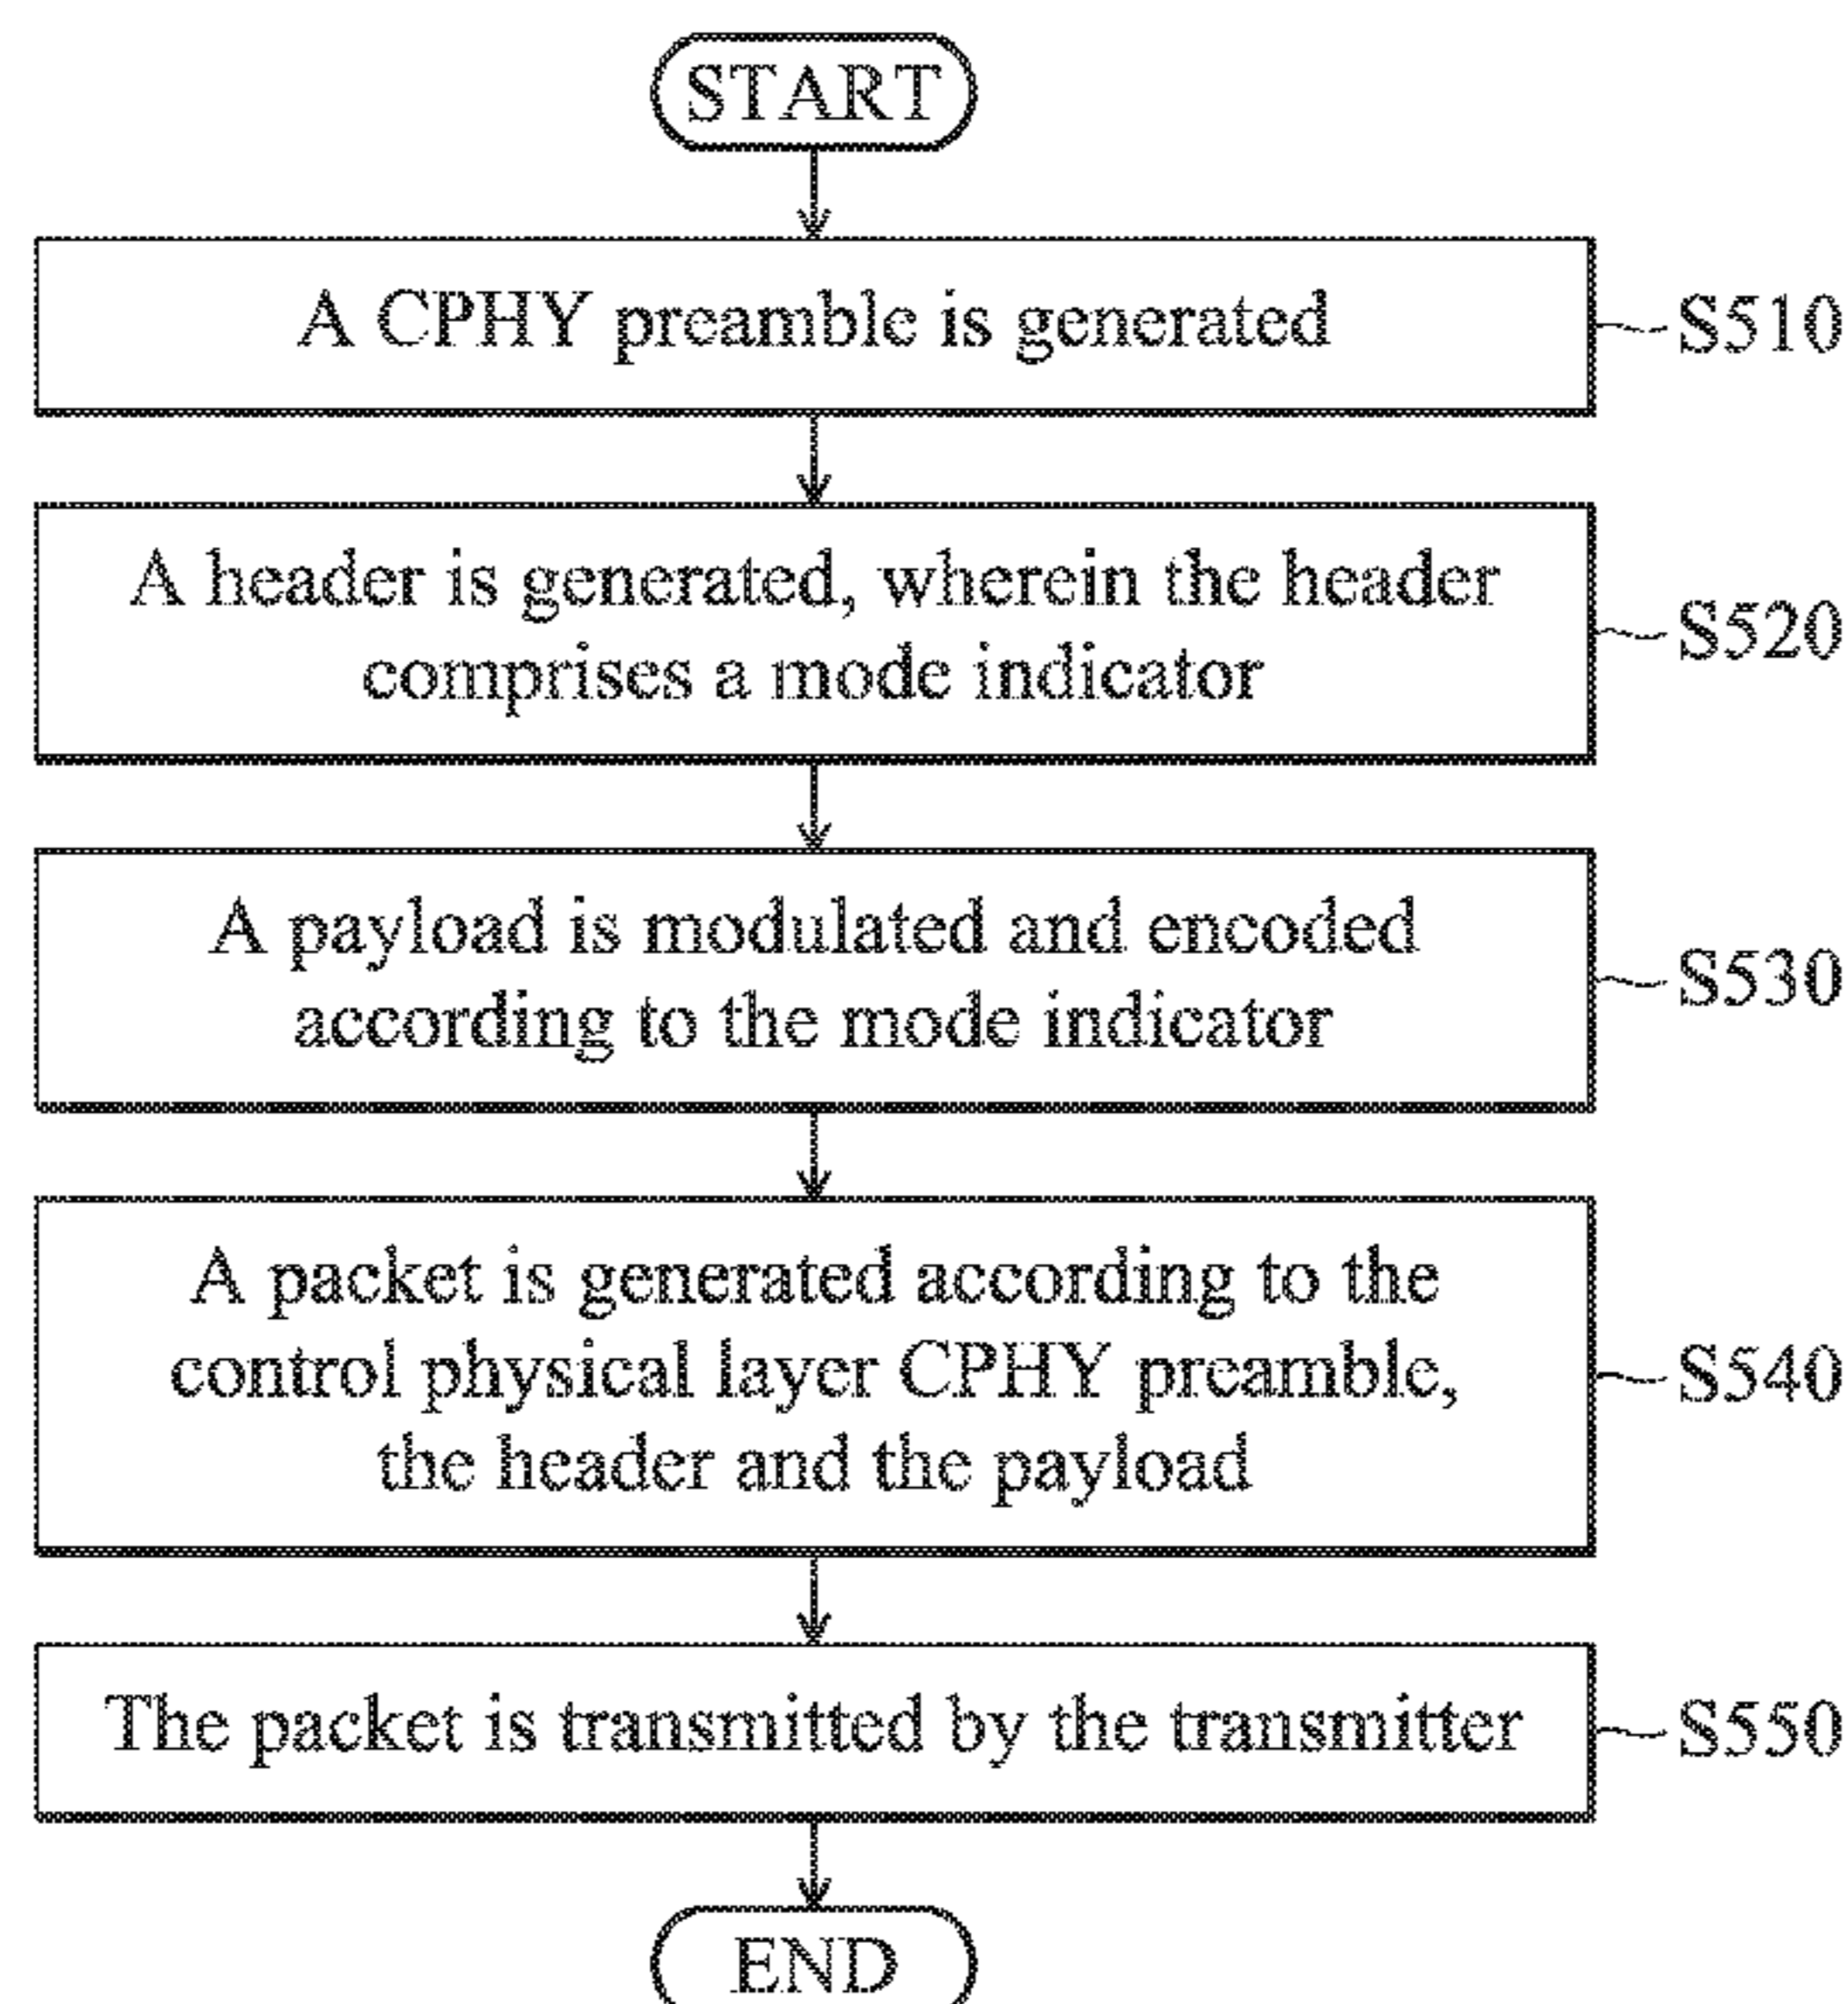 START
A CPHY preamble is generated
S510
A header is generated, wherein the header
comprises a mode indicator
S520
A payload is modulated and encoded
according to the mode indicator
S530
A packet is generated according to the
control physical layer CPHY preamble,
the header and the payload
S540
The packet is transmitted by the transmitter
S550
END